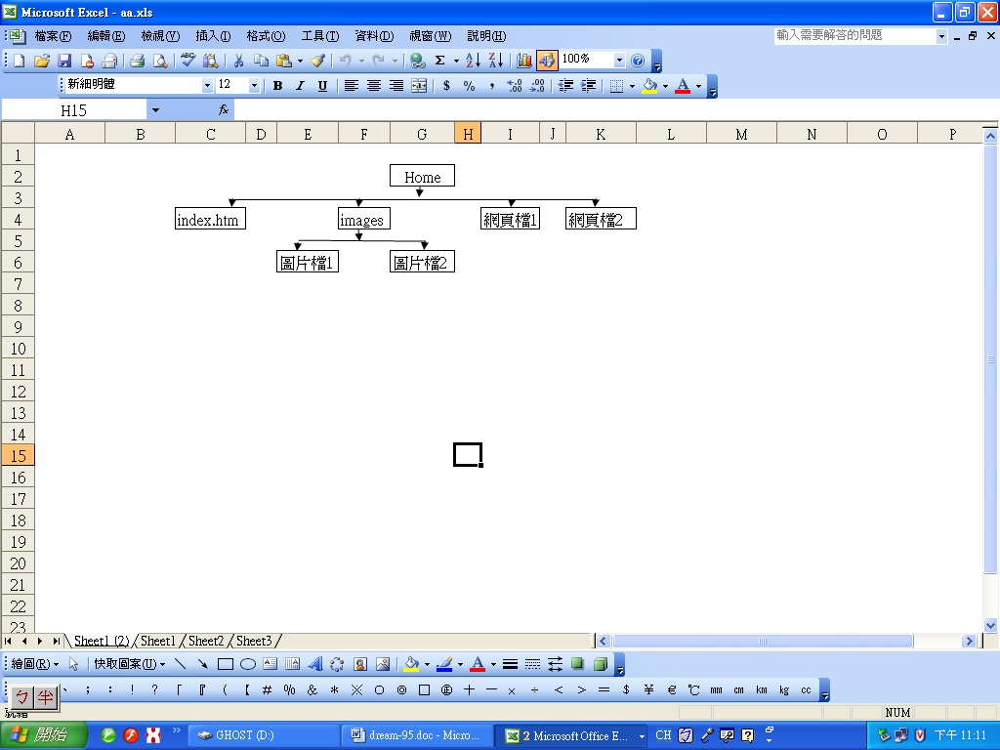 Microsoft Excel - aa.xls
檔案(F) 編輯(E) 檢視(V) 插入(I) 格式(O) 工具(T) 資料(D) 視窗(W) 說明(H) 輸入需要解答的問題
100%
新細明體 12 B I U $ % ,
H15 fx
A B C D E F G H I J K L M N O P
1
2 Home
3
4 index.htm images 網頁檔1 網頁檔2
5
6 圖片檔1 圖片檔2
7
8
9
10
11
12
13
14
15
16
17
18
19
20
21
22
23
Sheet1 (2) Sheet1 Sheet2 Sheet3
繪圖(R) 快取圖案(U)
、 ; : ! ? 「 『 ( 【 # % & * ※ ○ ◎ □ ㊣ + － × ÷ < > = $ ¥ € ℃ mm cm km kg cc
ㄅ 半
就緒 NUM
開始 GHOST (D:) dream-95.doc - Micro... 2 Microsoft Office E... CH 下午 11:11